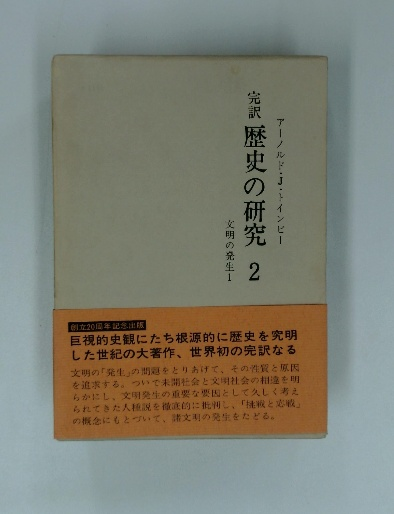 アーノルド・J・トインビー
完訳 歴史の研究 2
文明の発生1
創立20周年記念出版
巨視的史観にたち根源的に歴史を究明
した世紀の大著作、世界初の完訳なる
文明の「発生」の問題をとりあげて、その性質と原因
を追求する。ついで未開社会と文明社会の相違を明
らかにし、文明発生の重要な要因として久しく考え
られてきた人種説を徹底的に批判し、「挑戦と応戦」
の概念にもとづいて、諸文明の発生をたどる。